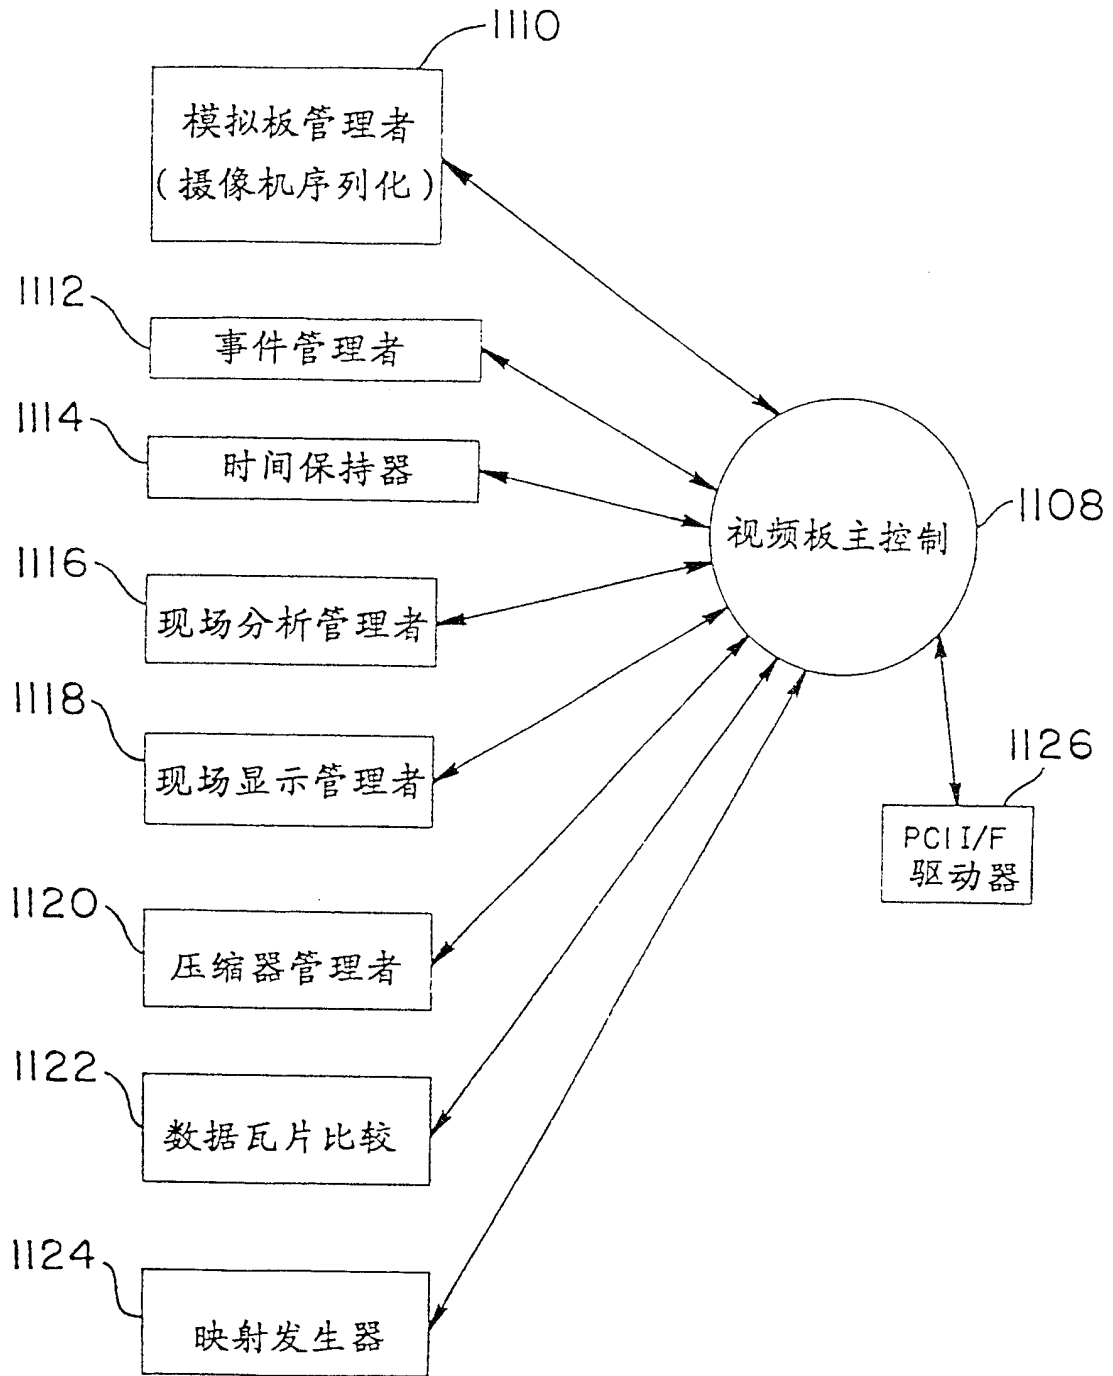 1110
模拟板管理者
(摄像机序列化)
1112
事件管理者
1114
时间保持器
1108
视频板主控制
1116
现场分析管理者
1118
现场显示管理者
1126
PCI I/F
驱动器
1120
压缩器管理者
1122
数据瓦片比较
1124
映射发生器